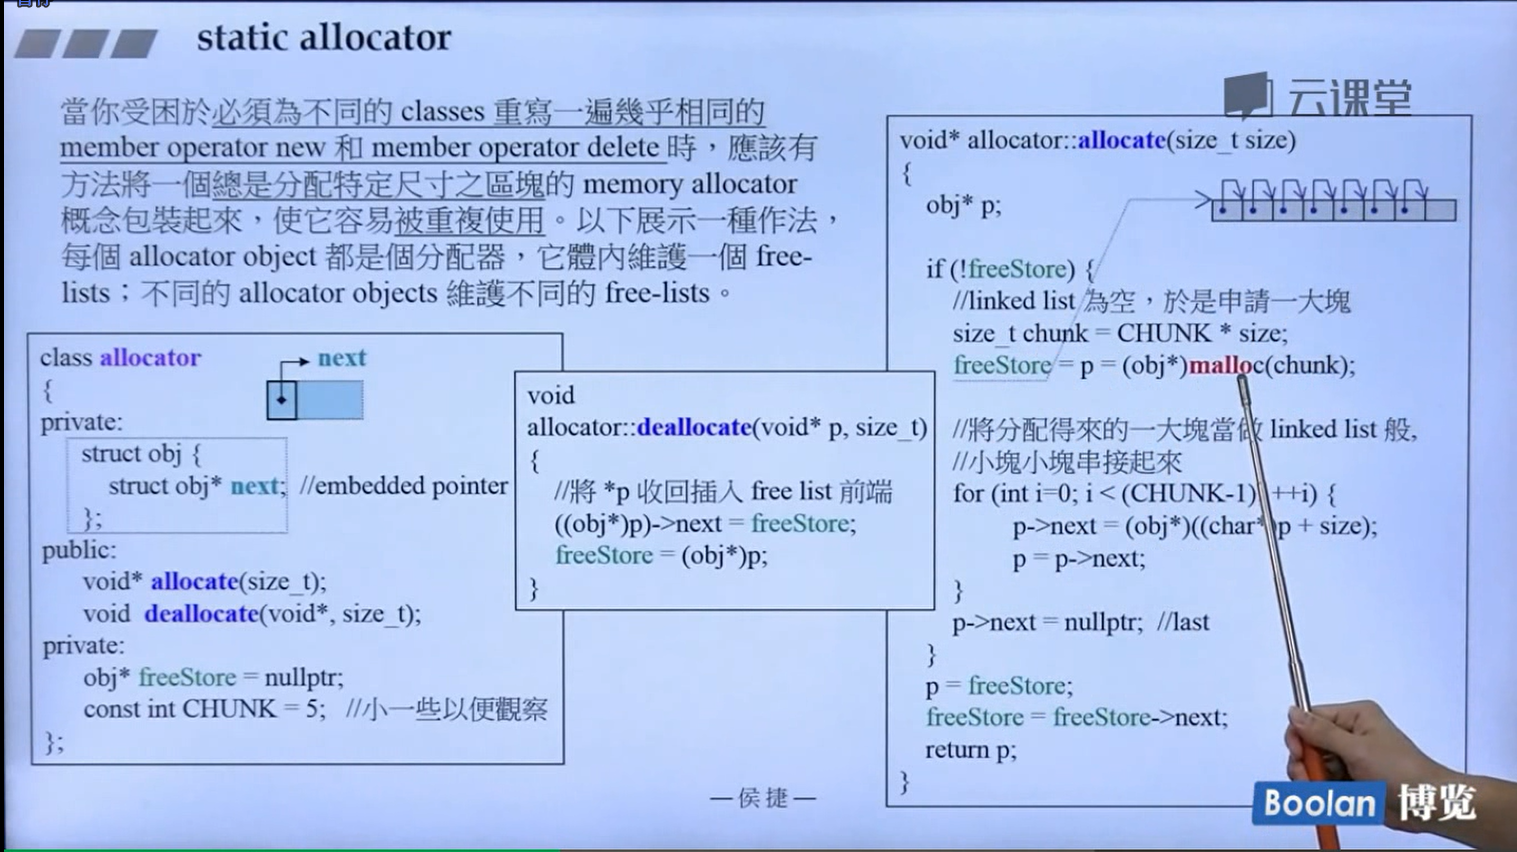 static allocator
云课堂
當你受困於必須為不同的 classes 重寫一遍幾乎相同的
member operator new 和 member operator delete 時，應該有
方法將一個總是分配特定尺寸之區塊的 memory allocator
概念包裝起來，使它容易被重複使用。以下展示一種作法，
每個 allocator object 都是個分配器，它體內維護一個 free-
lists；不同的 allocator objects 維護不同的 free-lists。
class allocator
next
{
private:
struct obj {
struct obj* next; //embedded pointer
};
public:
void* allocate(size_t);
void deallocate(void*, size_t);
private:
obj* freeStore = nullptr;
const int CHUNK = 5; //小一些以便觀察
};
void
allocator::deallocate(void* p, size_t)
{
//將 *p 收回插入 free list 前端
((obj*)p)->next = freeStore;
freeStore = (obj*)p;
}
void* allocator::allocate(size_t size)
{
obj* p;
if (!freeStore) {
//linked list 為空，於是申請一大塊
size_t chunk = CHUNK * size;
freeStore = p = (obj*)malloc(chunk);
//將分配得來的一大塊當做 linked list 般,
//小塊小塊串接起來
for (int i=0; i < (CHUNK-1) ++i) {
p->next = (obj*)((char* p + size);
p = p->next;
}
p->next = nullptr; //last
}
p = freeStore;
freeStore = freeStore->next;
return p;
}
— 侯捷 —
Boolan 博览